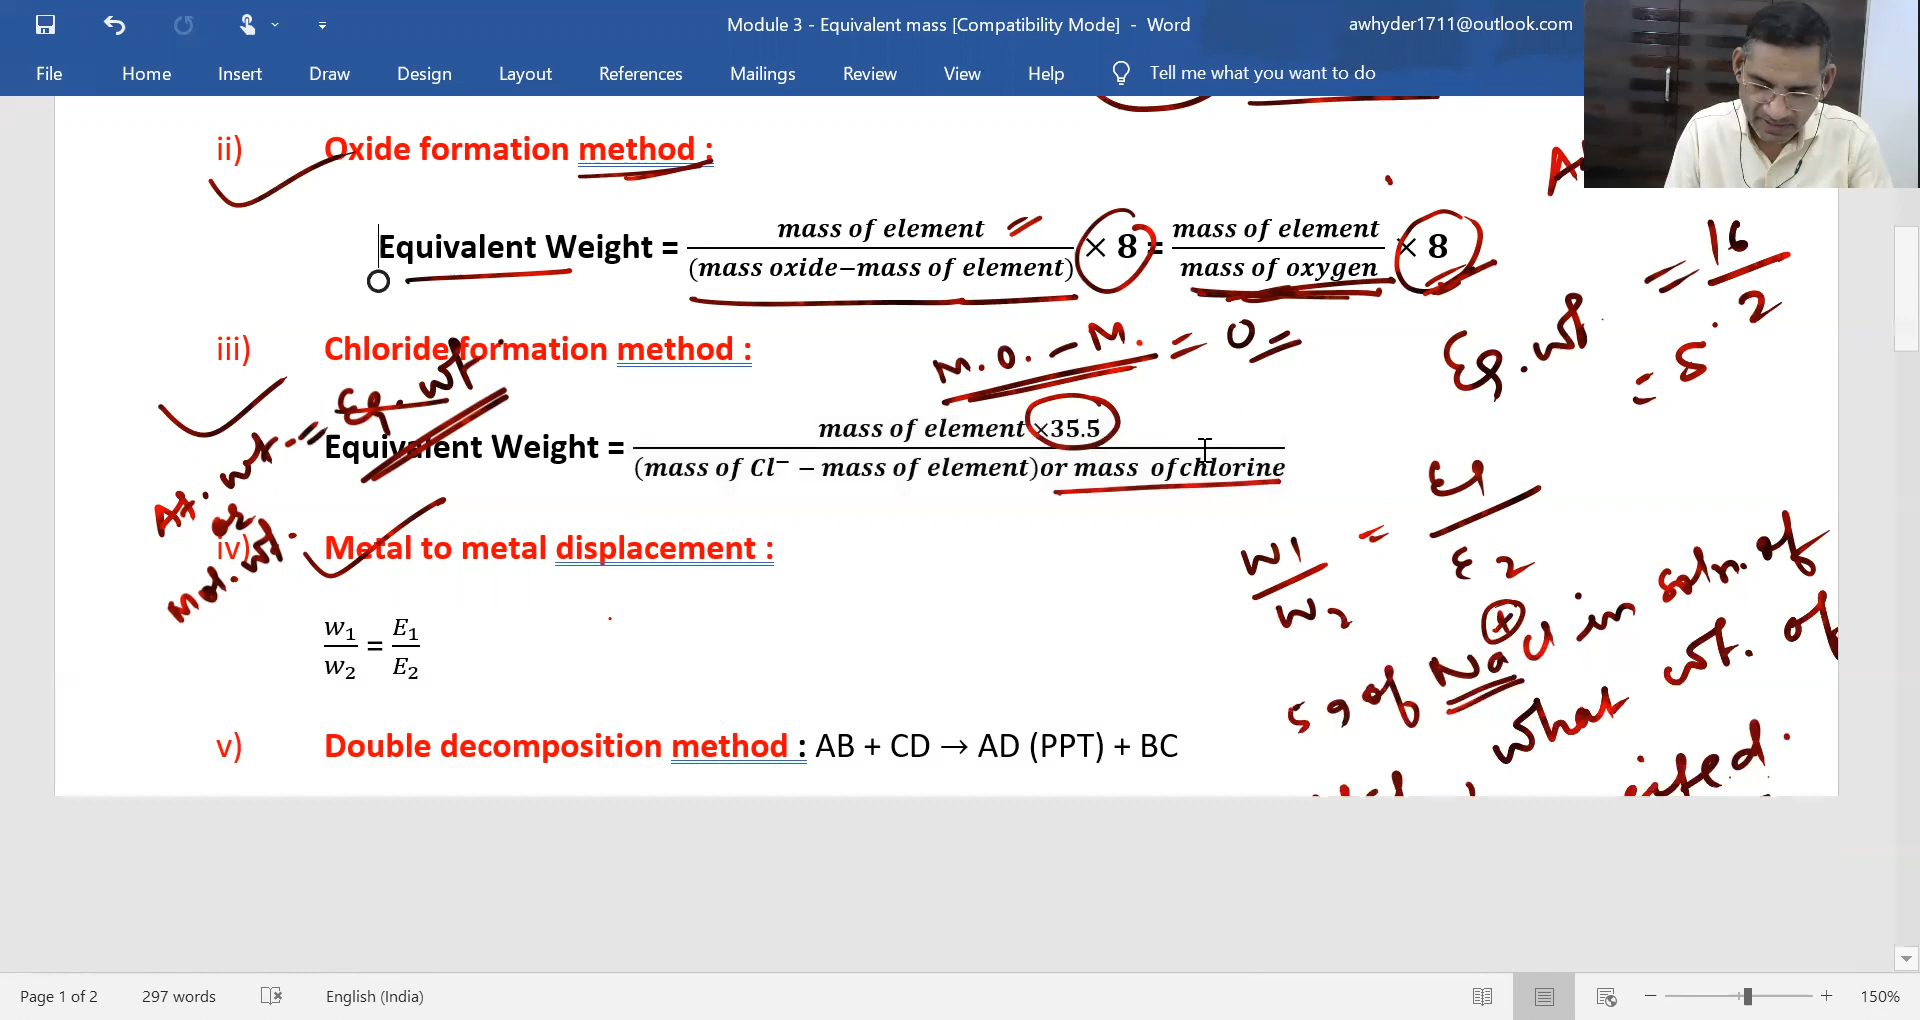 Module 3 - Equivalent mass [Compatibility Mode] - Word
awhyder1711@outlook.com
File Home Insert Draw Design Layout References Mailings Review View Help Tell me what you want to do
ii) Oxide formation method :
Equivalent Weight = mass of element / (mass oxide−mass of element) × 8 = mass of element / mass of oxygen × 8
= 16 / 2
Eq. wt
M.O. − M. = O =
iii) Chloride formation method :
Eq. wt
At. wt. =
or
mol. wt.
Equivalent Weight = mass of element ×35.5 / (mass of Cl⁻ − mass of element)or mass ofchlorine
iv) Metal to metal displacement :
W1 / W2 = E1 / E2
w₁ / w₂ = E₁ / E₂
5g of NaCl in soln. of
what wt. of
v) Double decomposition method : AB + CD → AD (PPT) + BC
Page 1 of 2 297 words English (India) 150%